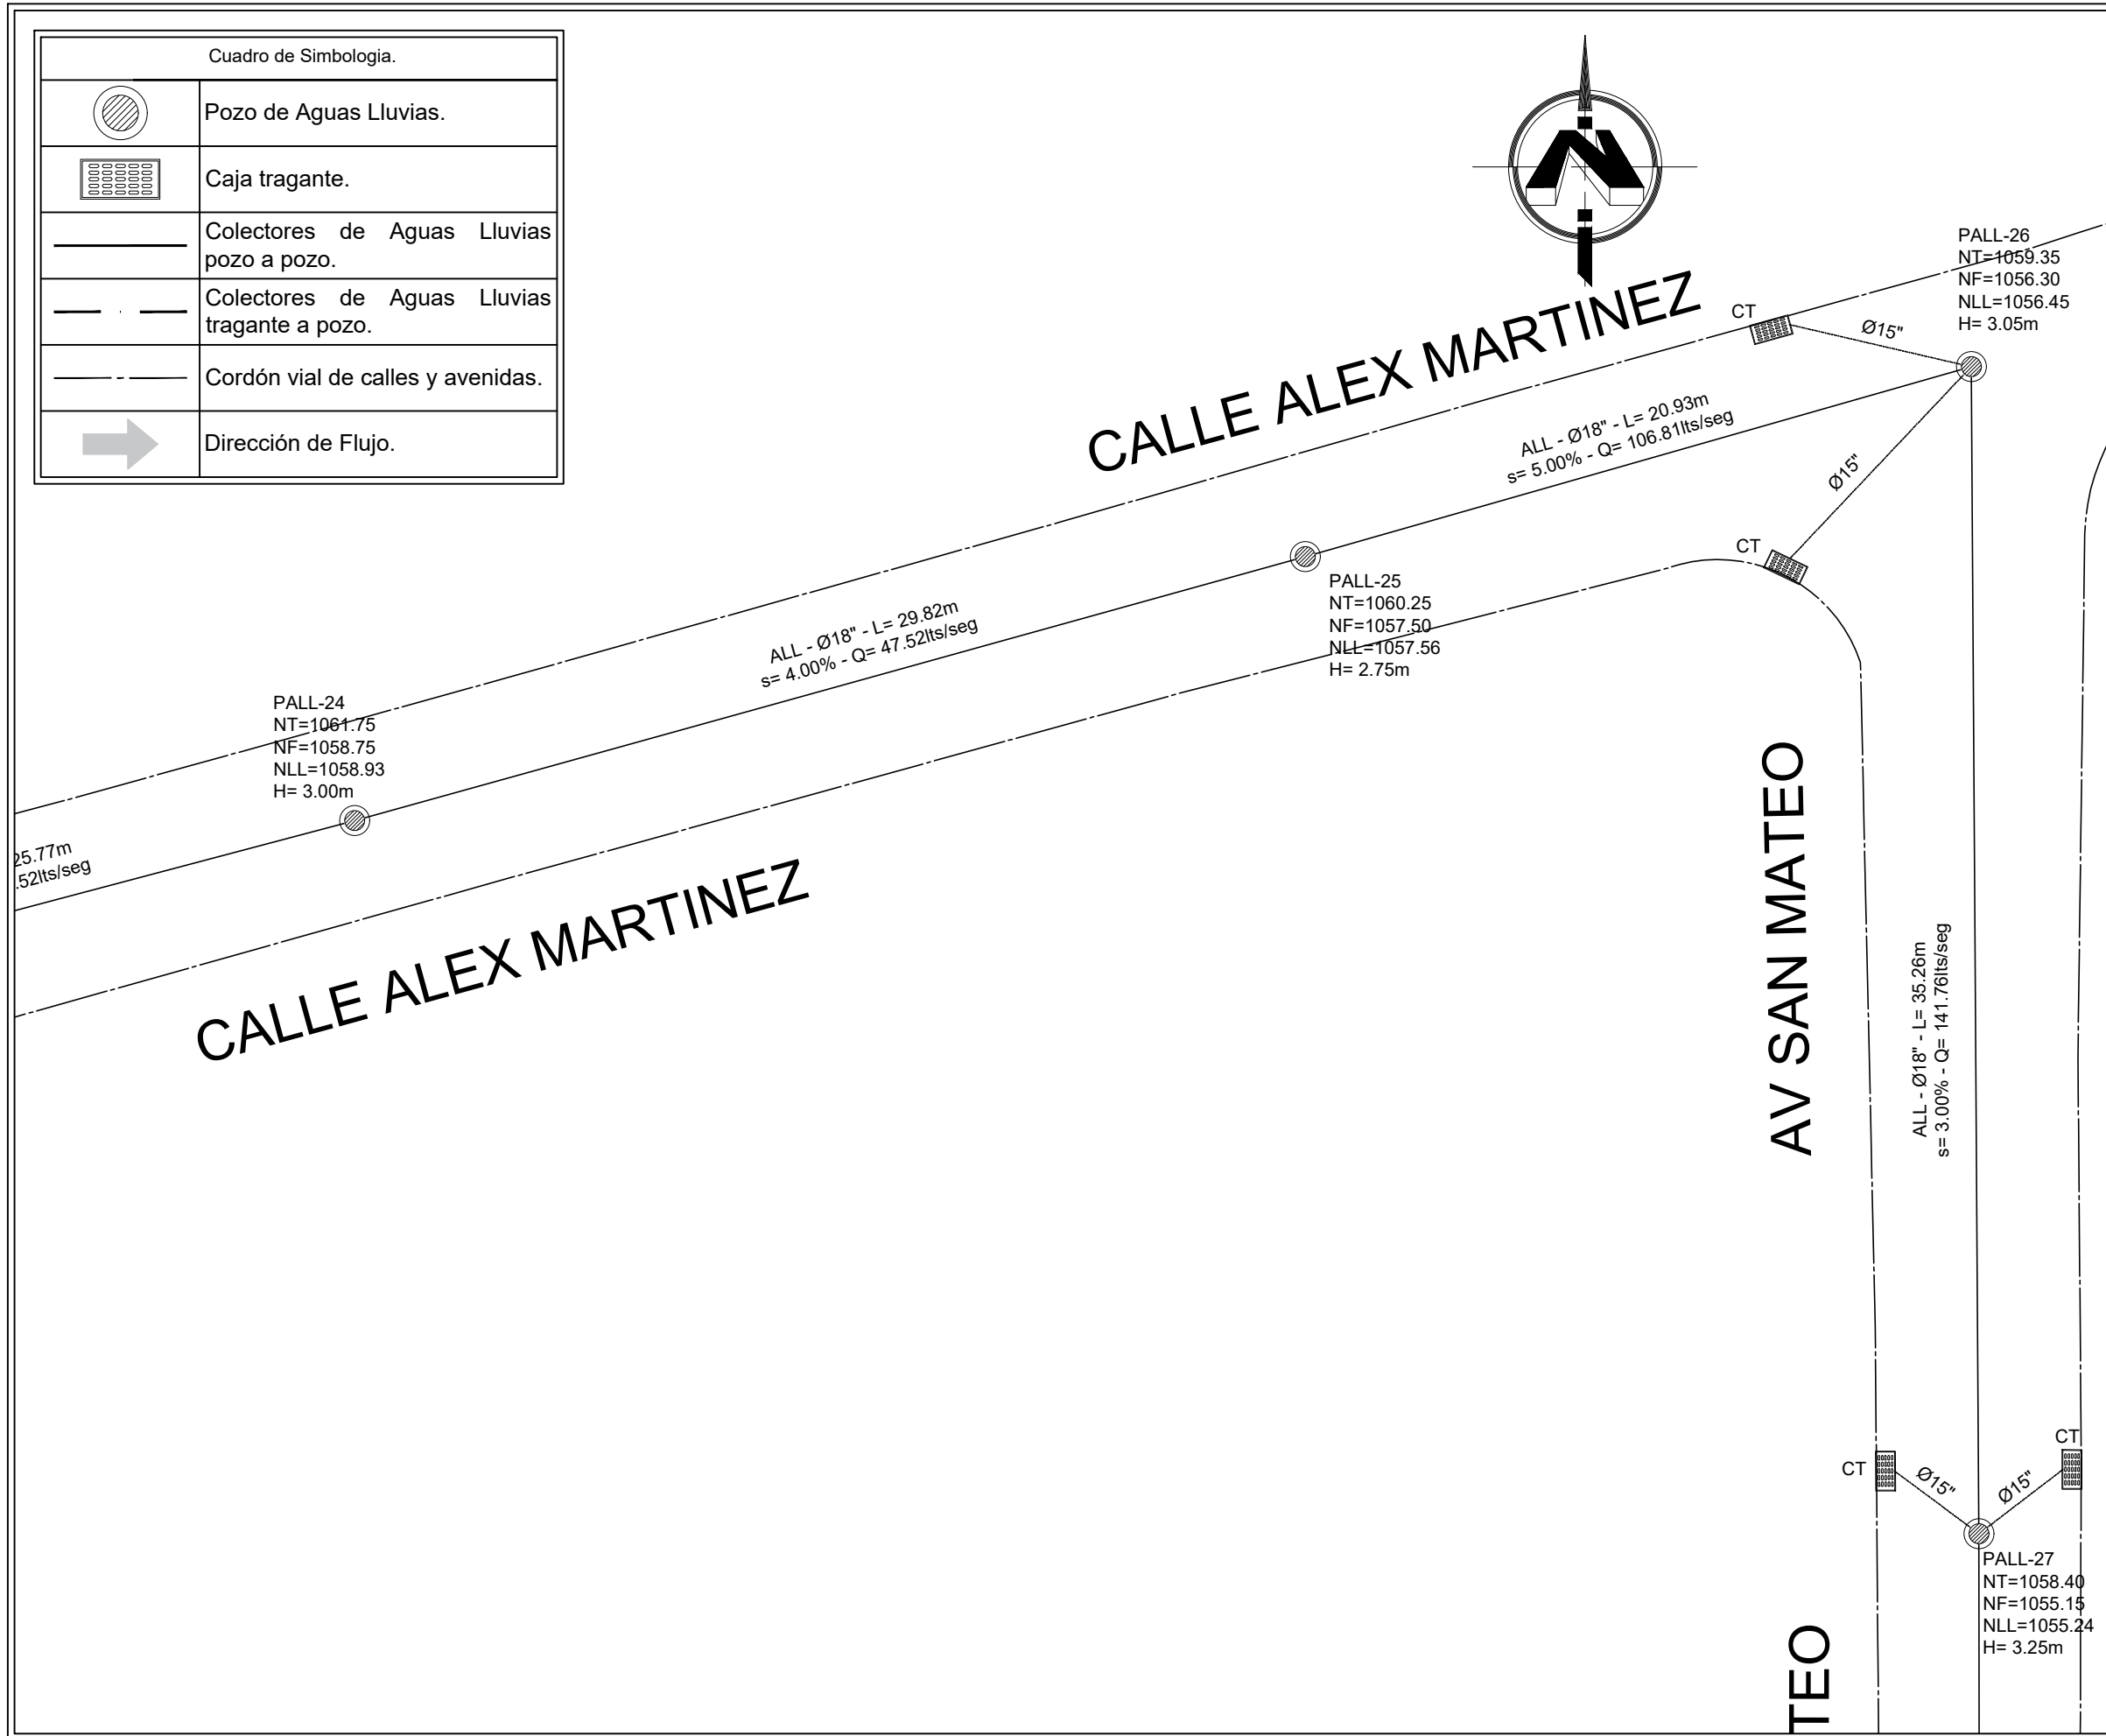 Cuadro de Simbologia.
Pozo de Aguas Lluvias.
Caja tragante.
Colectores de Aguas Lluvias
pozo a pozo.
Colectores de Aguas Lluvias
tragante a pozo.
Cordón vial de calles y avenidas.
Dirección de Flujo.
N
PALL-26
NT=1059.35
NF=1056.30
NLL=1056.45
H= 3.05m
CT
Ø15"
CALLE ALEX MARTINEZ
ALL - Ø18" - L= 20.93m
s= 5.00% - Q= 106.81lts/seg
Ø15"
CT
PALL-25
NT=1060.25
NF=1057.50
NLL=1057.56
H= 2.75m
ALL - Ø18" - L= 29.82m
s= 4.00% - Q= 47.52lts/seg
PALL-24
NT=1061.75
NF=1058.75
NLL=1058.93
H= 3.00m
25.77m
.52lts/seg
CALLE ALEX MARTINEZ
AV SAN MATEO
ALL - Ø18" - L= 35.26m
s= 3.00% - Q= 141.76lts/seg
CT
Ø15"
Ø15"
CT
PALL-27
NT=1058.40
NF=1055.15
NLL=1055.24
H= 3.25m
TEO